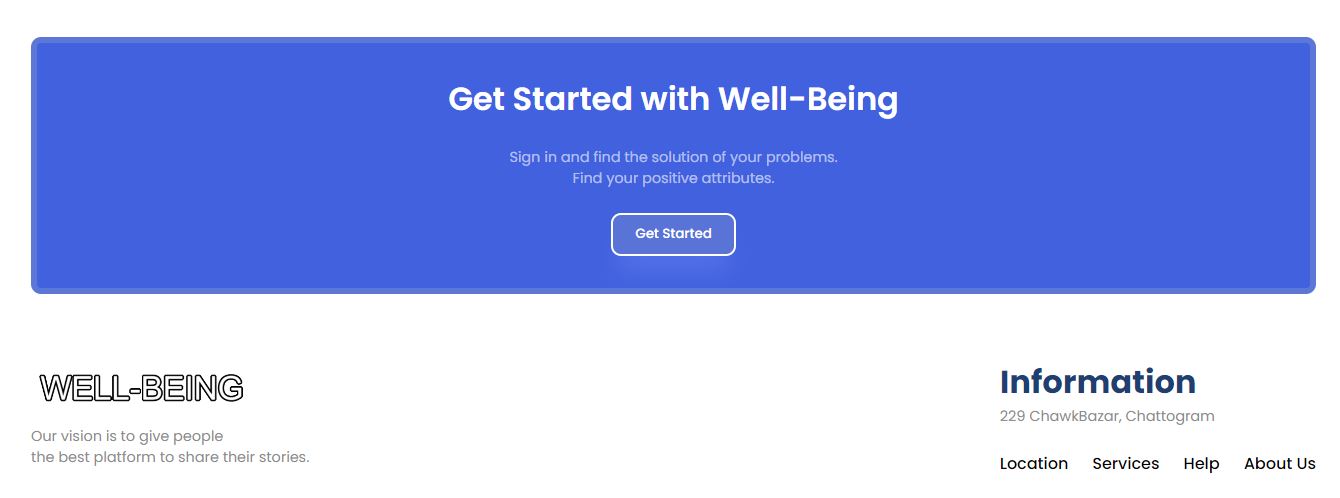 Get Started with Well-Being
Sign in and find the solution of your problems.
Find your positive attributes.
Get Started
WELL-BEING
Our vision is to give people
the best platform to share their stories.
Information
229 ChawkBazar, Chattogram
Location Services Help About Us